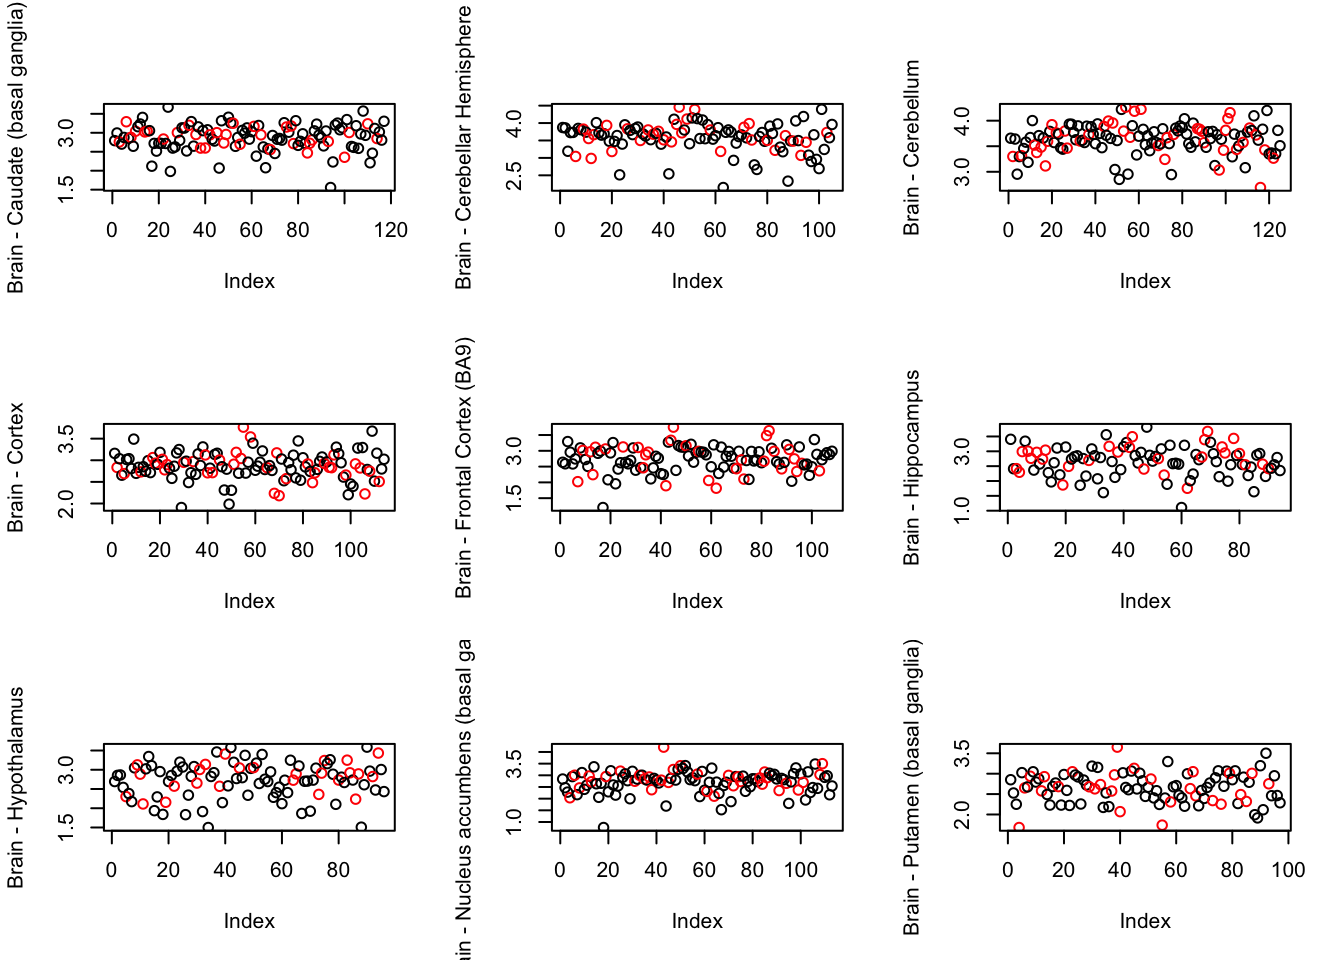 Brain - Caudate (basal ganglia)
1.5 3.0
0 20 40 60 80 120
Index
Brain - Cerebellar Hemisphere
2.5 4.0
0 20 40 60 80 100
Index
Brain - Cerebellum
3.0 4.0
0 20 40 60 80 120
Index
Brain - Cortex
2.0 3.5
0 20 40 60 80 100
Index
Brain - Frontal Cortex (BA9)
1.5 3.0
0 20 40 60 80 100
Index
Brain - Hippocampus
1.0 3.0
0 20 40 60 80
Index
Brain - Hypothalamus
1.5 3.0
0 20 40 60 80
Index
ain - Nucleus accumbens (basal ga
1.0 3.5
0 20 40 60 80 100
Index
Brain - Putamen (basal ganglia)
2.0 3.5
0 20 40 60 80 100
Index